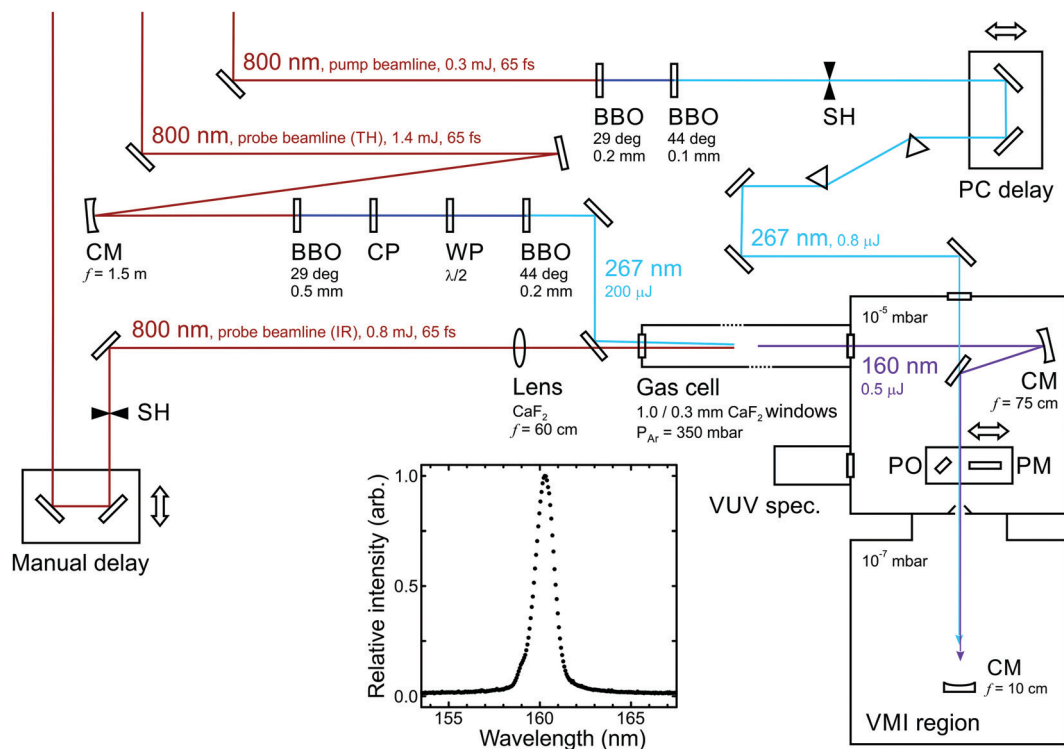 800 nm, pump beamline, 0.3 mJ, 65 fs
BBO
29 deg
0.2 mm
BBO
44 deg
0.1 mm
SH
PC delay
800 nm, probe beamline (TH), 1.4 mJ, 65 fs
CM
f = 1.5 m
BBO
29 deg
0.5 mm
CP
WP
λ/2
BBO
44 deg
0.2 mm
267 nm
200 µJ
267 nm, 0.8 µJ
800 nm, probe beamline (IR), 0.8 mJ, 65 fs
SH
Manual delay
Lens
CaF₂
f = 60 cm
Gas cell
1.0 / 0.3 mm CaF₂ windows
P_Ar = 350 mbar
10⁻⁵ mbar
160 nm
0.5 µJ
CM
f = 75 cm
PO
PM
VUV spec.
10⁻⁷ mbar
CM
f = 10 cm
VMI region
Relative intensity (arb.)
1.0
0.5
0.0
155
160
165
Wavelength (nm)